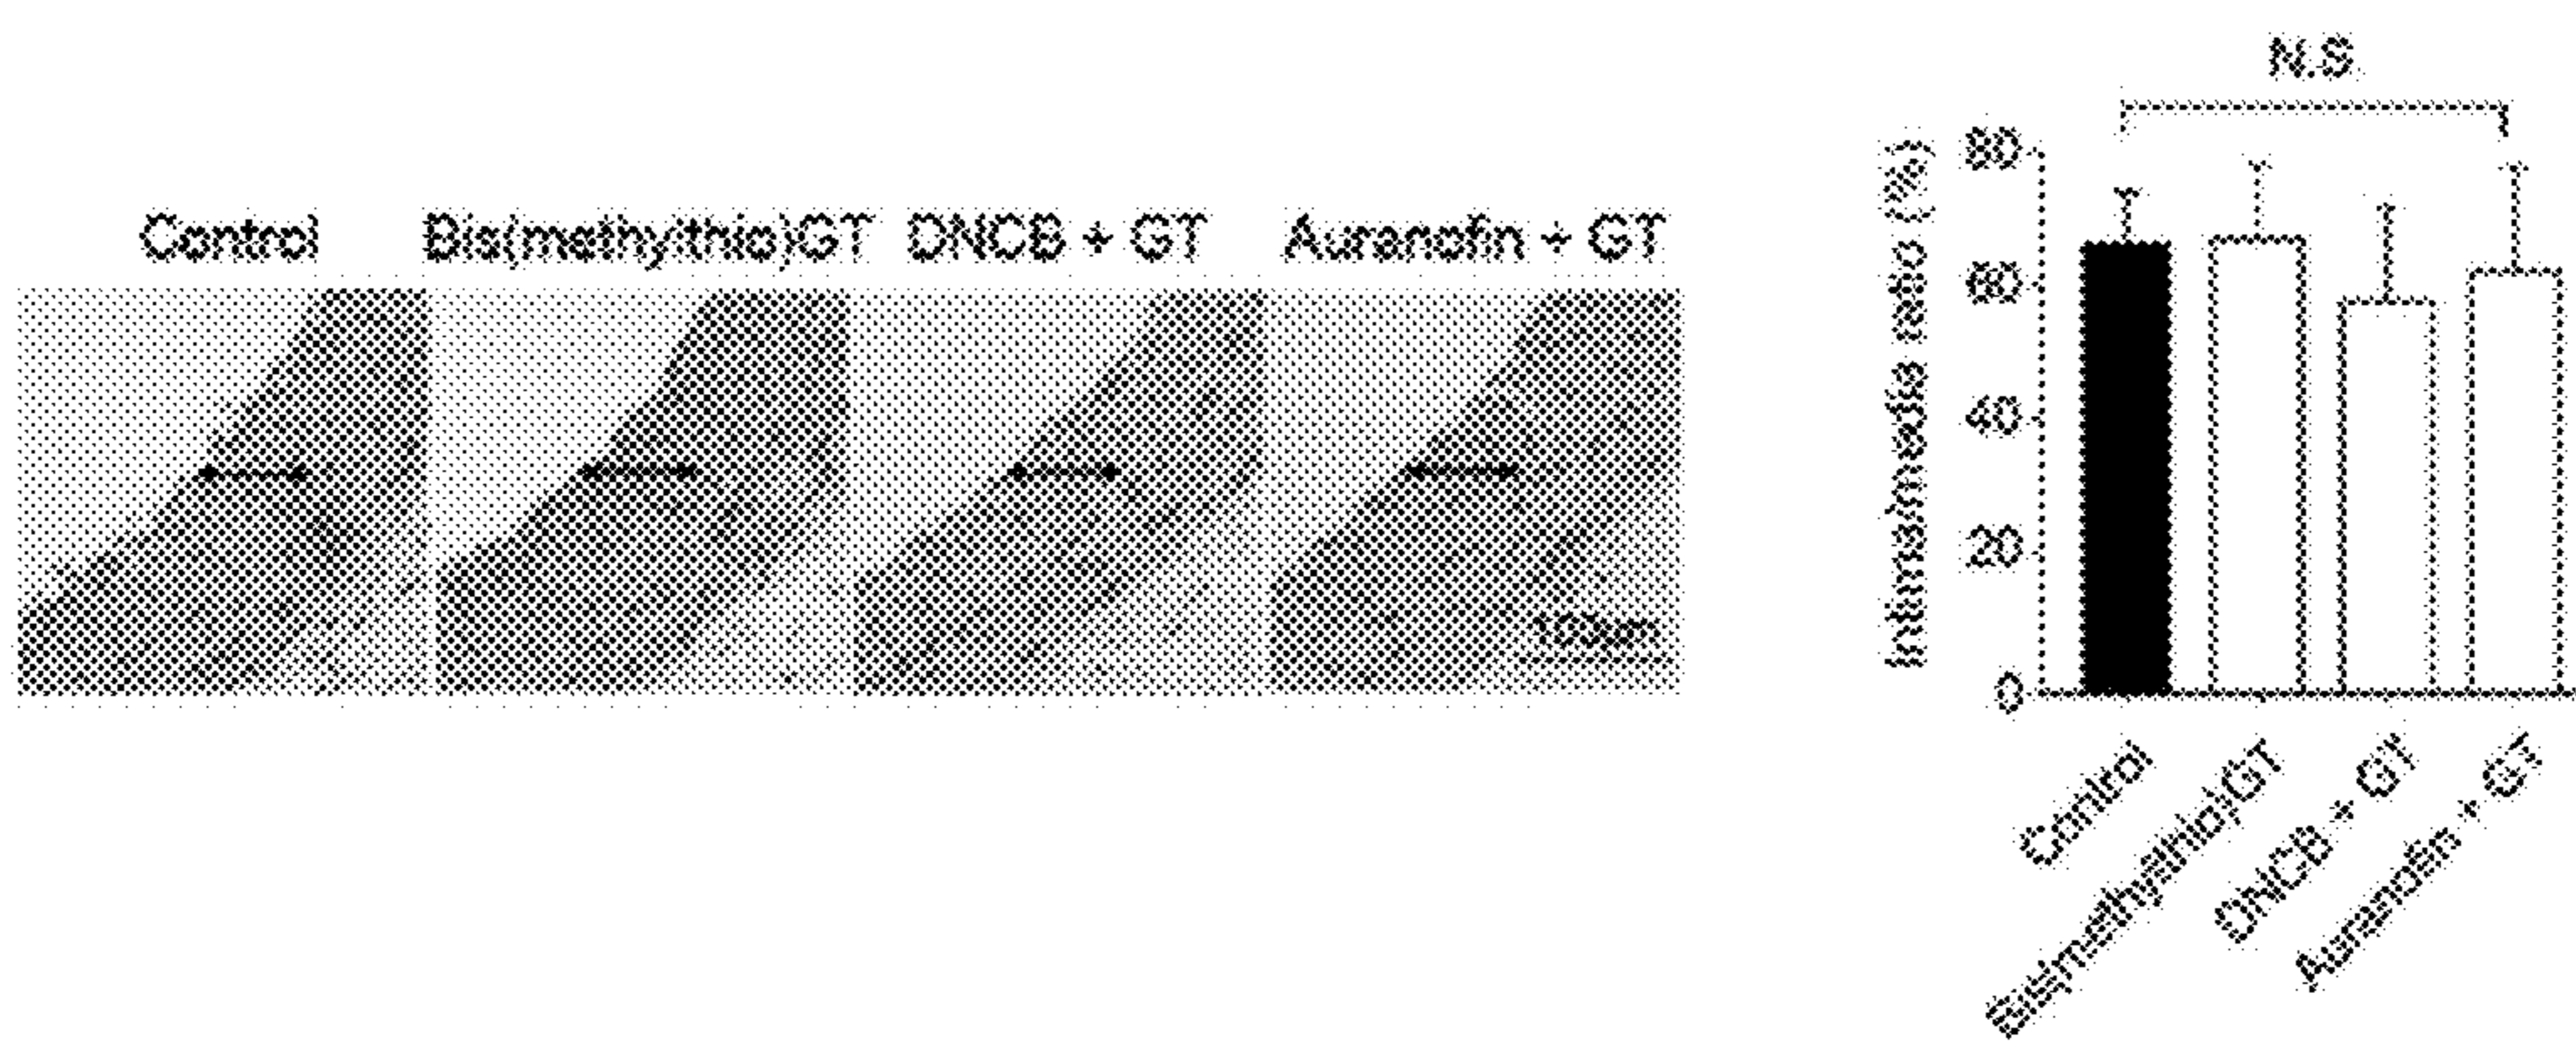 Control Bis(methylthio)GT DNCB + GT Auranofin + GT
100μm
N.S.
Intima/media ratio (%)
80
60
40
20
0
Control
Bis(methylthio)GT
DNCB + GT
Auranofin + GT